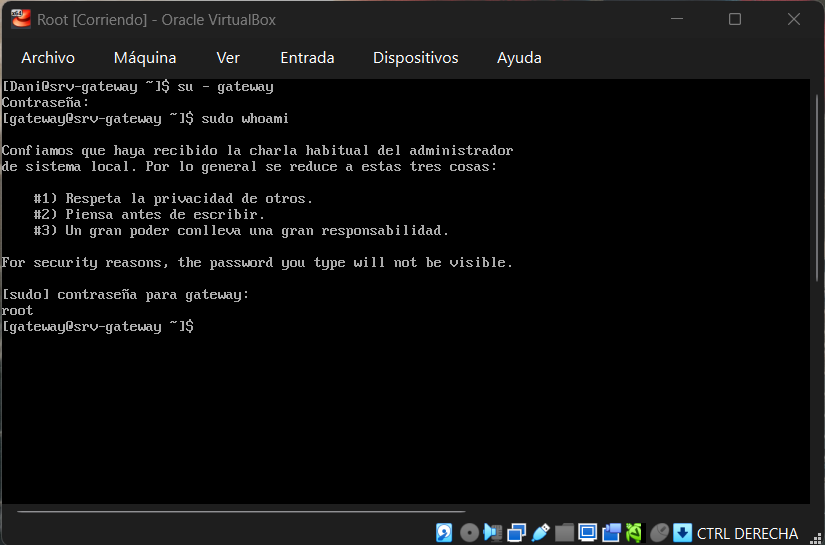 Root [Corriendo] - Oracle VirtualBox
Archivo Máquina Ver Entrada Dispositivos Ayuda
[Dani@srv-gateway ~]$ su - gateway
Contraseña:
[gateway@srv-gateway ~]$ sudo whoami
Confiamos que haya recibido la charla habitual del administrador
de sistema local. Por lo general se reduce a estas tres cosas:
#1) Respeta la privacidad de otros.
#2) Piensa antes de escribir.
#3) Un gran poder conlleva una gran responsabilidad.
For security reasons, the password you type will not be visible.
[sudo] contraseña para gateway:
root
[gateway@srv-gateway ~]$
CTRL DERECHA